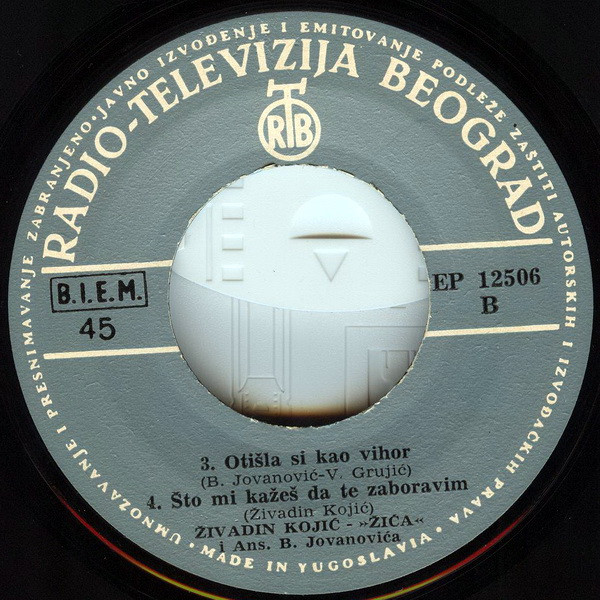 UMNOŽAVANJE I PRESNIMAVANJE ZABRANJENO • JAVNO IZVOĐENJE I EMITOVANJE PODLEŽE ZAŠTITI AUTORSKIH I IZVOĐAČKIH PRAVA •
RADIO-TELEVIZIJA BEOGRAD
RTB
B.I.E.M.
45
EP 12506
B
3. Otišla si kao vihor
(B. Jovanović-V. Grujić)
4. Što mi kažeš da te zaboravim
(Živadin Kojić)
ŽIVADIN KOJIĆ - »ŽIĆA«
i Ans. B. Jovanovića
• MADE IN YUGOSLAVIA •